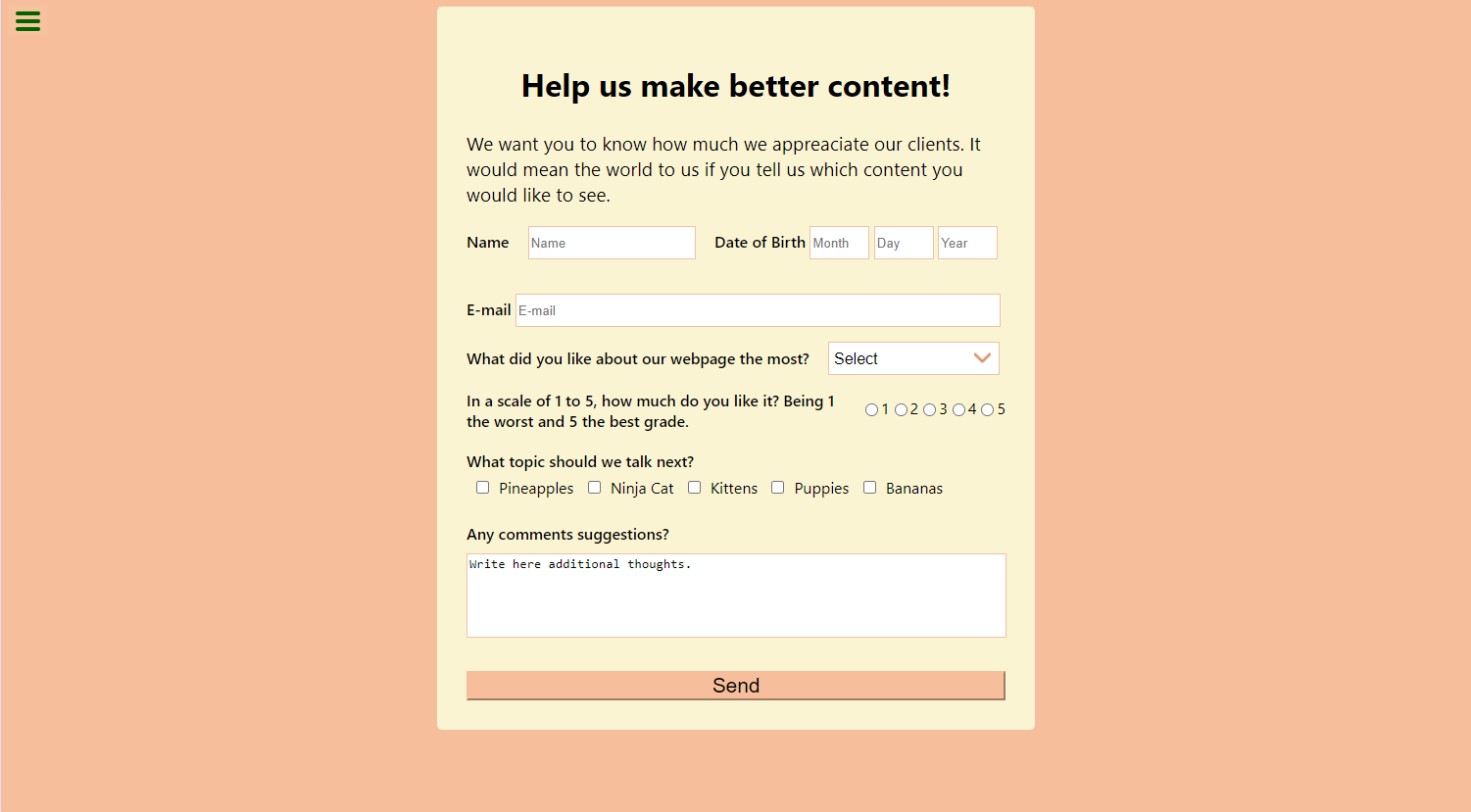 Help us make better content!
We want you to know how much we appreaciate our clients. It
would mean the world to us if you tell us which content you
would like to see.
Name Name Date of Birth Month Day Year
E-mail E-mail
What did you like about our webpage the most? Select
In a scale of 1 to 5, how much do you like it? Being 1
the worst and 5 the best grade.
1 2 3 4 5
What topic should we talk next?
Pineapples Ninja Cat Kittens Puppies Bananas
Any comments suggestions?
Write here additional thoughts.
Send